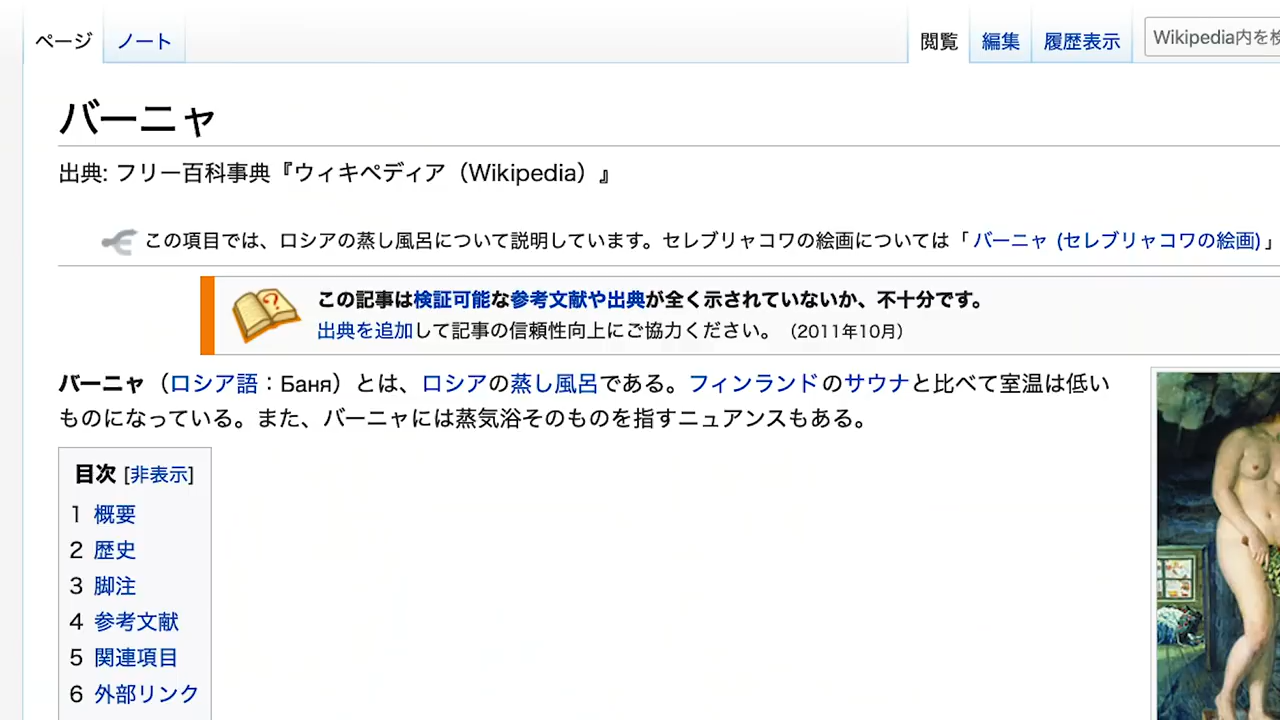 ページ ノート 閲覧 編集 履歴表示 Wikipedia内を検
バーニャ
出典: フリー百科事典『ウィキペディア（Wikipedia）』
この項目では、ロシアの蒸し風呂について説明しています。セレブリャコワの絵画については「バーニャ (セレブリャコワの絵画)」
この記事は検証可能な参考文献や出典が全く示されていないか、不十分です。
出典を追加して記事の信頼性向上にご協力ください。（2011年10月）
バーニャ（ロシア語：Баня）とは、ロシアの蒸し風呂である。フィンランドのサウナと比べて室温は低い
ものになっている。また、バーニャには蒸気浴そのものを指すニュアンスもある。
目次 [非表示]
1 概要
2 歴史
3 脚注
4 参考文献
5 関連項目
6 外部リンク